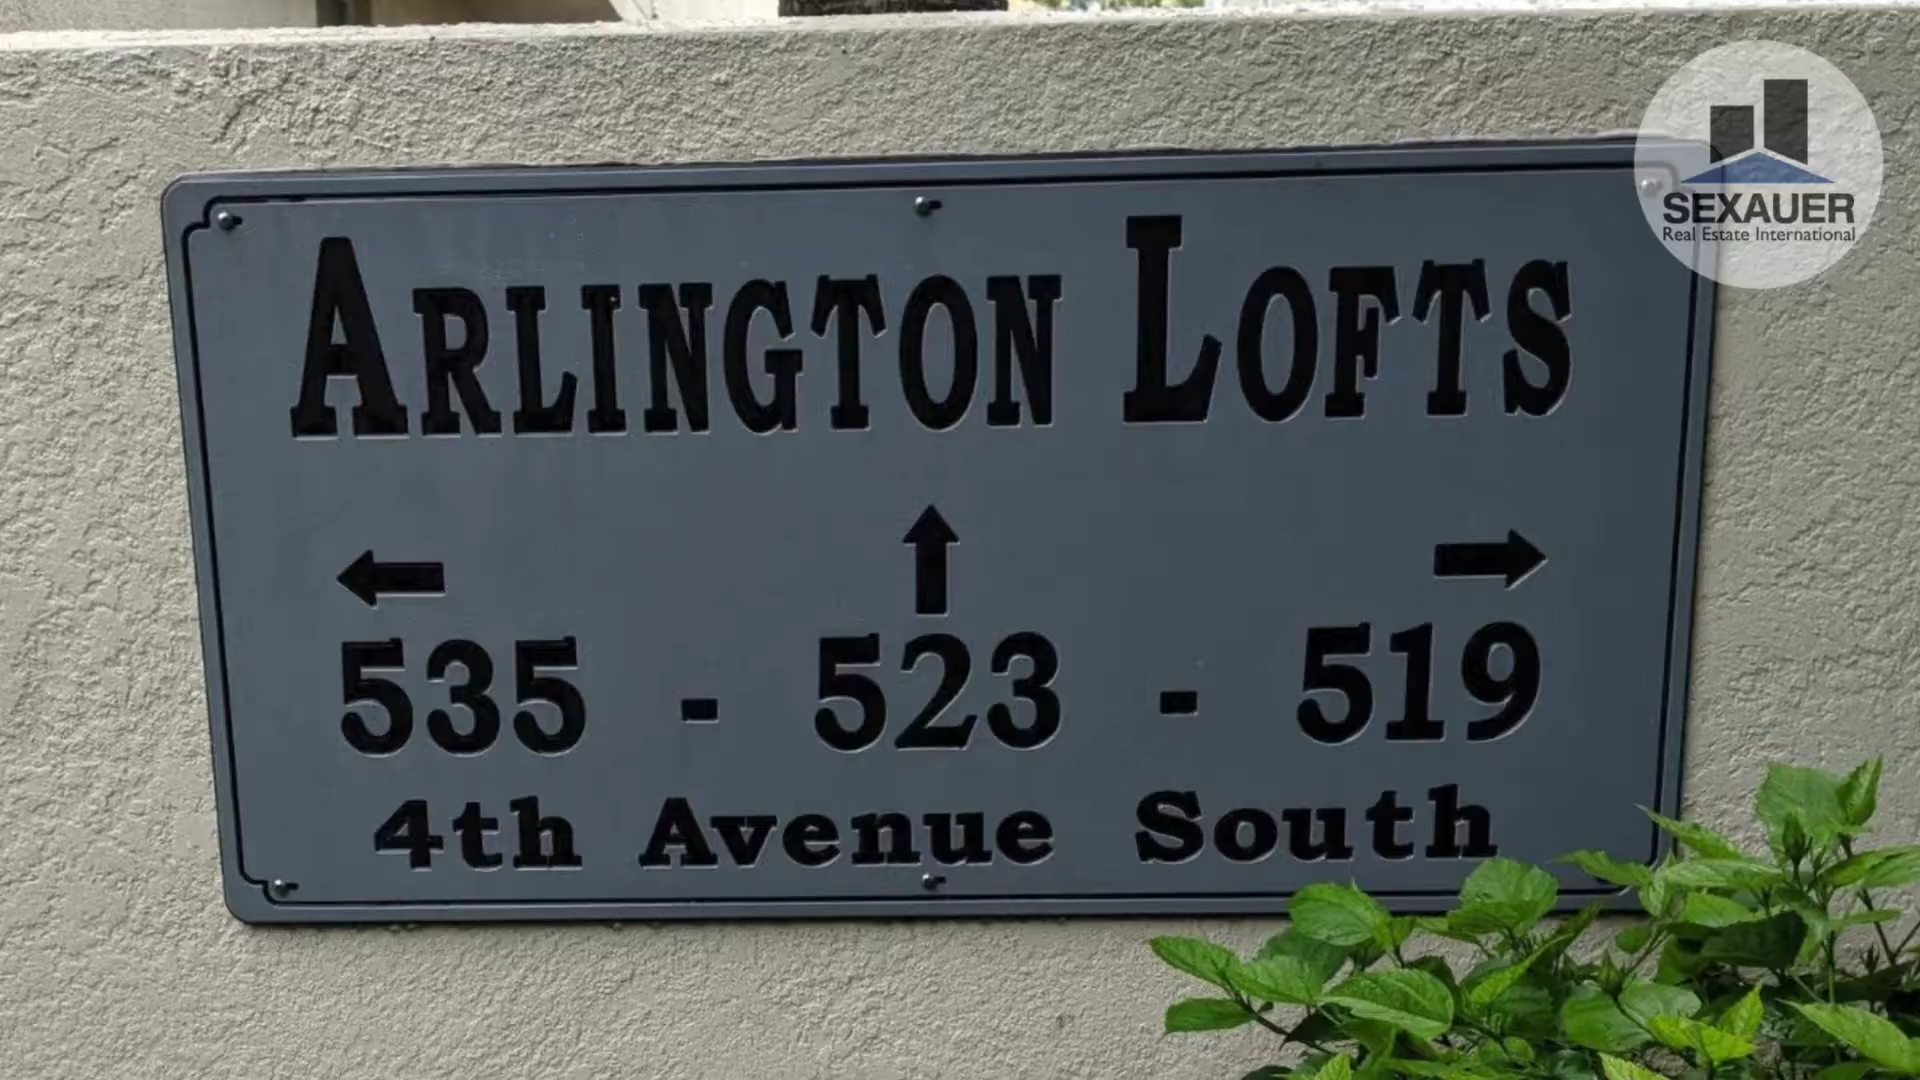 SEXAUER
Real Estate International
ARLINGTON LOFTS
535 - 523 - 519
4th Avenue South